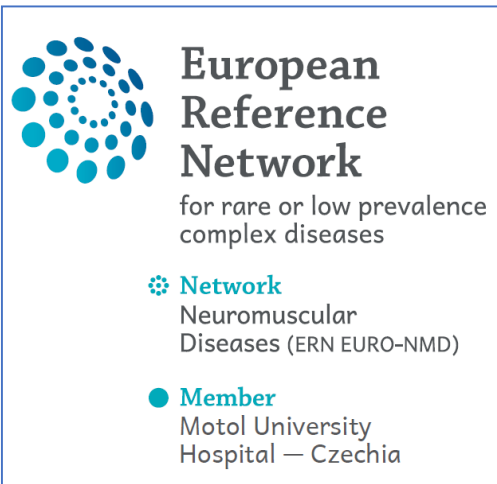 European
Reference
Network
for rare or low prevalence
complex diseases
Network
Neuromuscular
Diseases (ERN EURO-NMD)
Member
Motol University
Hospital — Czechia